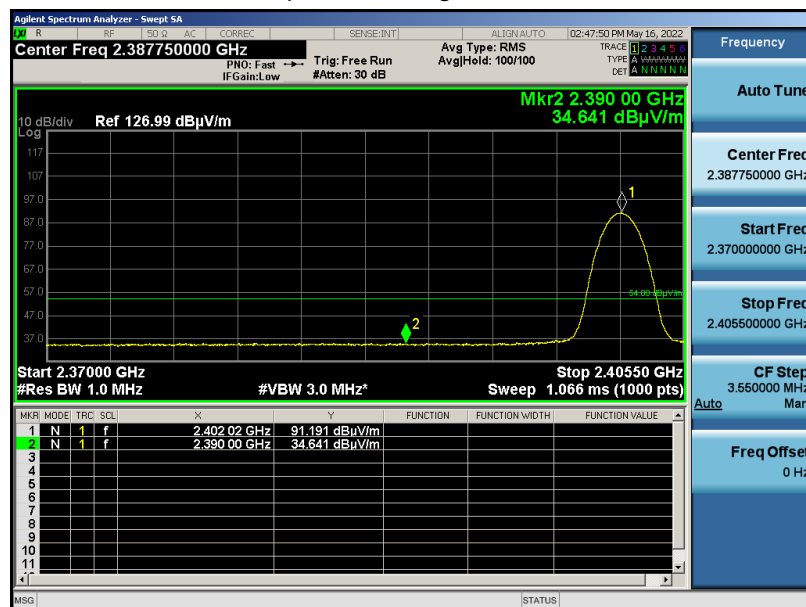 Agilent Spectrum Analyzer - Swept SA
LXI R RF 50 Ω AC CORREC SENSE:INT ALIGN AUTO 02:47:50 PM May 16, 2022
Center Freq 2.387750000 GHz
PNO: Fast
IFGain:Low
Trig: Free Run
#Atten: 30 dB
Avg Type: RMS
Avg|Hold: 100/100
TRACE 1 2 3 4 5 6
TYPE A
DET A N N N N N
Mkr2 2.390 00 GHz
34.641 dBµV/m
10 dB/div Ref 126.99 dBµV/m
Log
117
107
97.0
87.0
77.0
67.0
57.0
47.0
37.0
1
54.00 dBµV/m
2
Start 2.37000 GHz Stop 2.40550 GHz
#Res BW 1.0 MHz #VBW 3.0 MHz* Sweep 1.066 ms (1000 pts)
MKR MODE TRC SCL X Y FUNCTION FUNCTION WIDTH FUNCTION VALUE
1 N 1 f 2.402 02 GHz 91.191 dBµV/m
2 N 1 f 2.390 00 GHz 34.641 dBµV/m
3
4
5
6
7
8
9
10
11
MSG STATUS
Frequency
Auto Tune
Center Freq
2.387750000 GHz
Start Freq
2.370000000 GHz
Stop Freq
2.405500000 GHz
CF Step
3.550000 MHz
Auto Man
Freq Offset
0 Hz